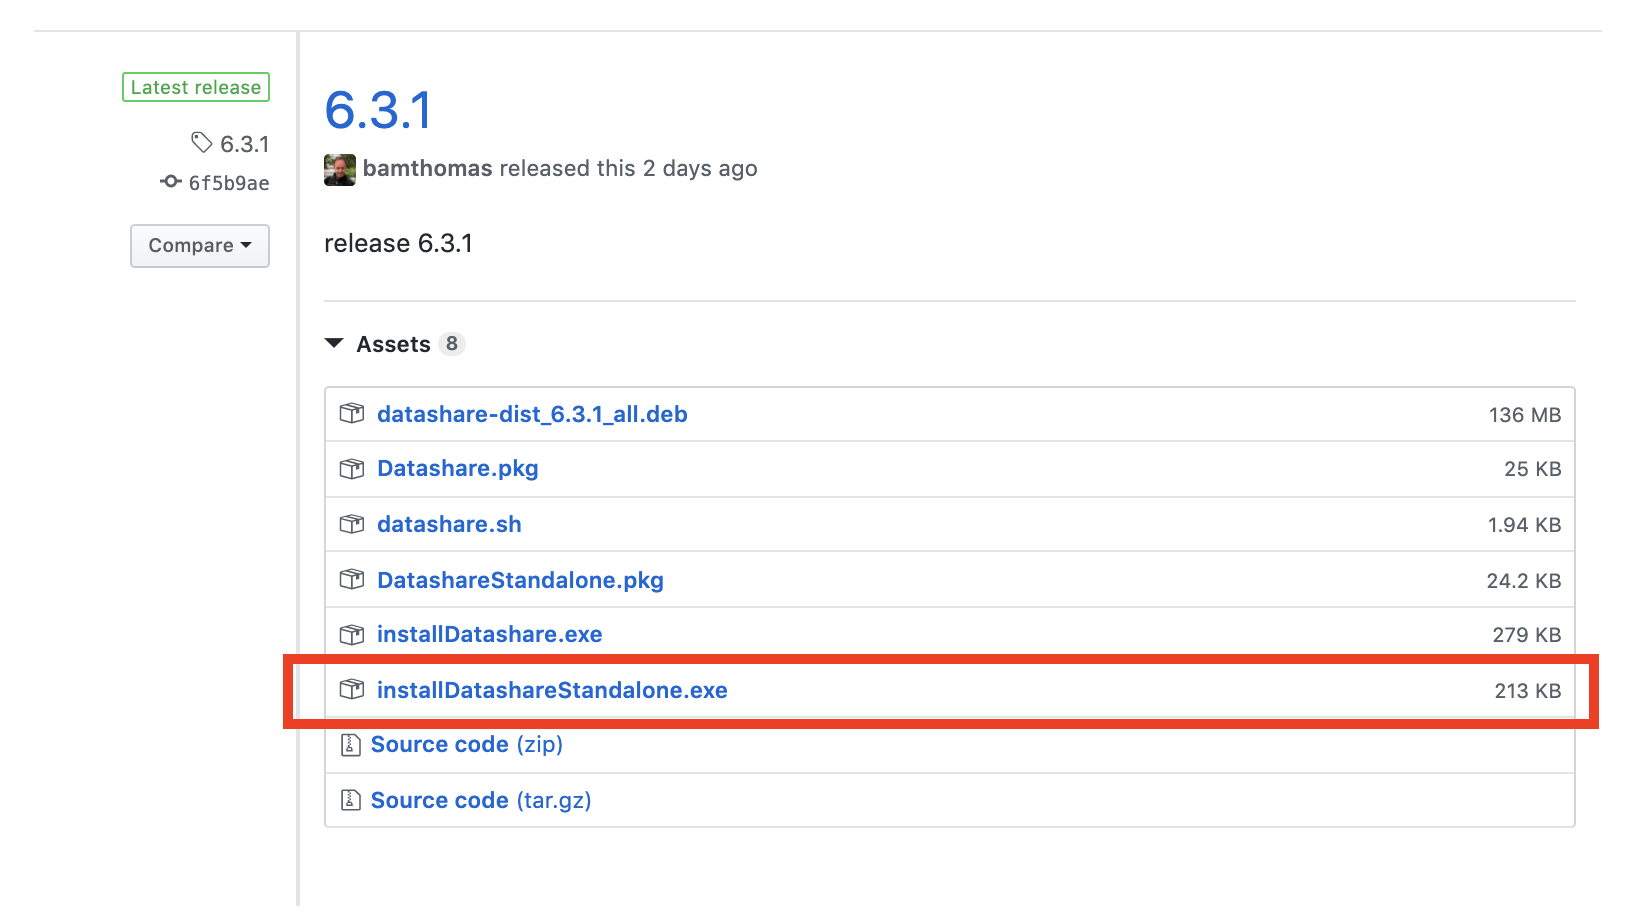 Latest release
6.3.1
6f5b9ae
Compare
6.3.1
bamthomas released this 2 days ago
release 6.3.1
Assets 8
datashare-dist_6.3.1_all.deb 136 MB
Datashare.pkg 25 KB
datashare.sh 1.94 KB
DatashareStandalone.pkg 24.2 KB
installDatashare.exe 279 KB
installDatashareStandalone.exe 213 KB
Source code (zip)
Source code (tar.gz)